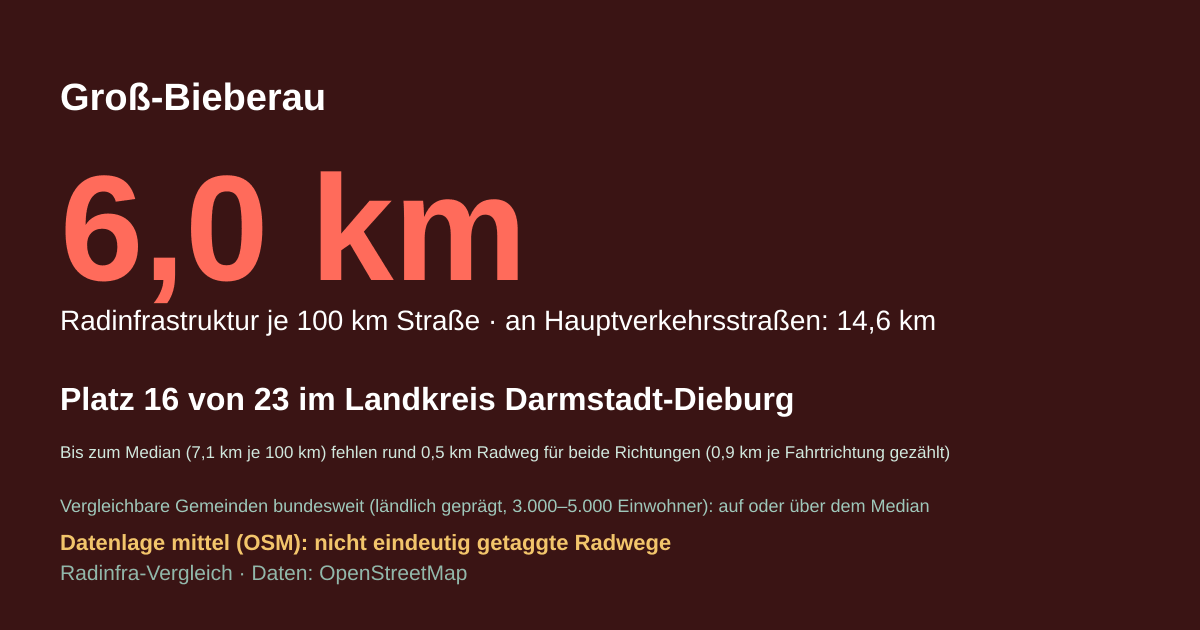 Groß-Bieberau
6,0 km
Radinfrastruktur je 100 km Straße · an Hauptverkehrsstraßen: 14,6 km
Platz 16 von 23 im Landkreis Darmstadt-Dieburg
Bis zum Median (7,1 km je 100 km) fehlen rund 0,5 km Radweg für beide Richtungen (0,9 km je Fahrtrichtung gezählt)
Vergleichbare Gemeinden bundesweit (ländlich geprägt, 3.000–5.000 Einwohner): auf oder über dem Median
Datenlage mittel (OSM): nicht eindeutig getaggte Radwege
Radinfra-Vergleich · Daten: OpenStreetMap